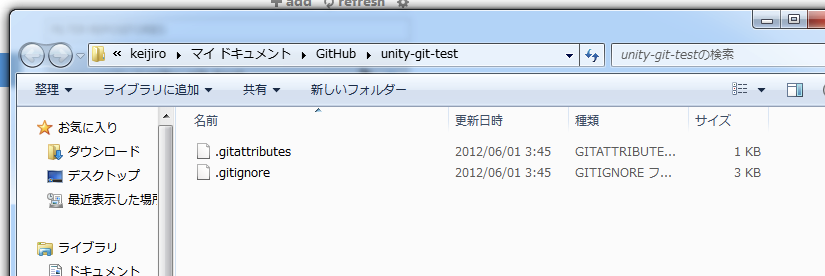 add refresh
« keijiro マイ ドキュメント GitHub unity-git-test unity-git-testの検索
整理 ライブラリに追加 共有 新しいフォルダー
お気に入り
ダウンロード
デスクトップ
最近表示した場所
ライブラリ
ドキュメント
名前 更新日時 種類 サイズ
.gitattributes 2012/06/01 3:45 GITATTRIBUTE... 1 KB
.gitignore 2012/06/01 3:45 GITIGNORE フ... 3 KB